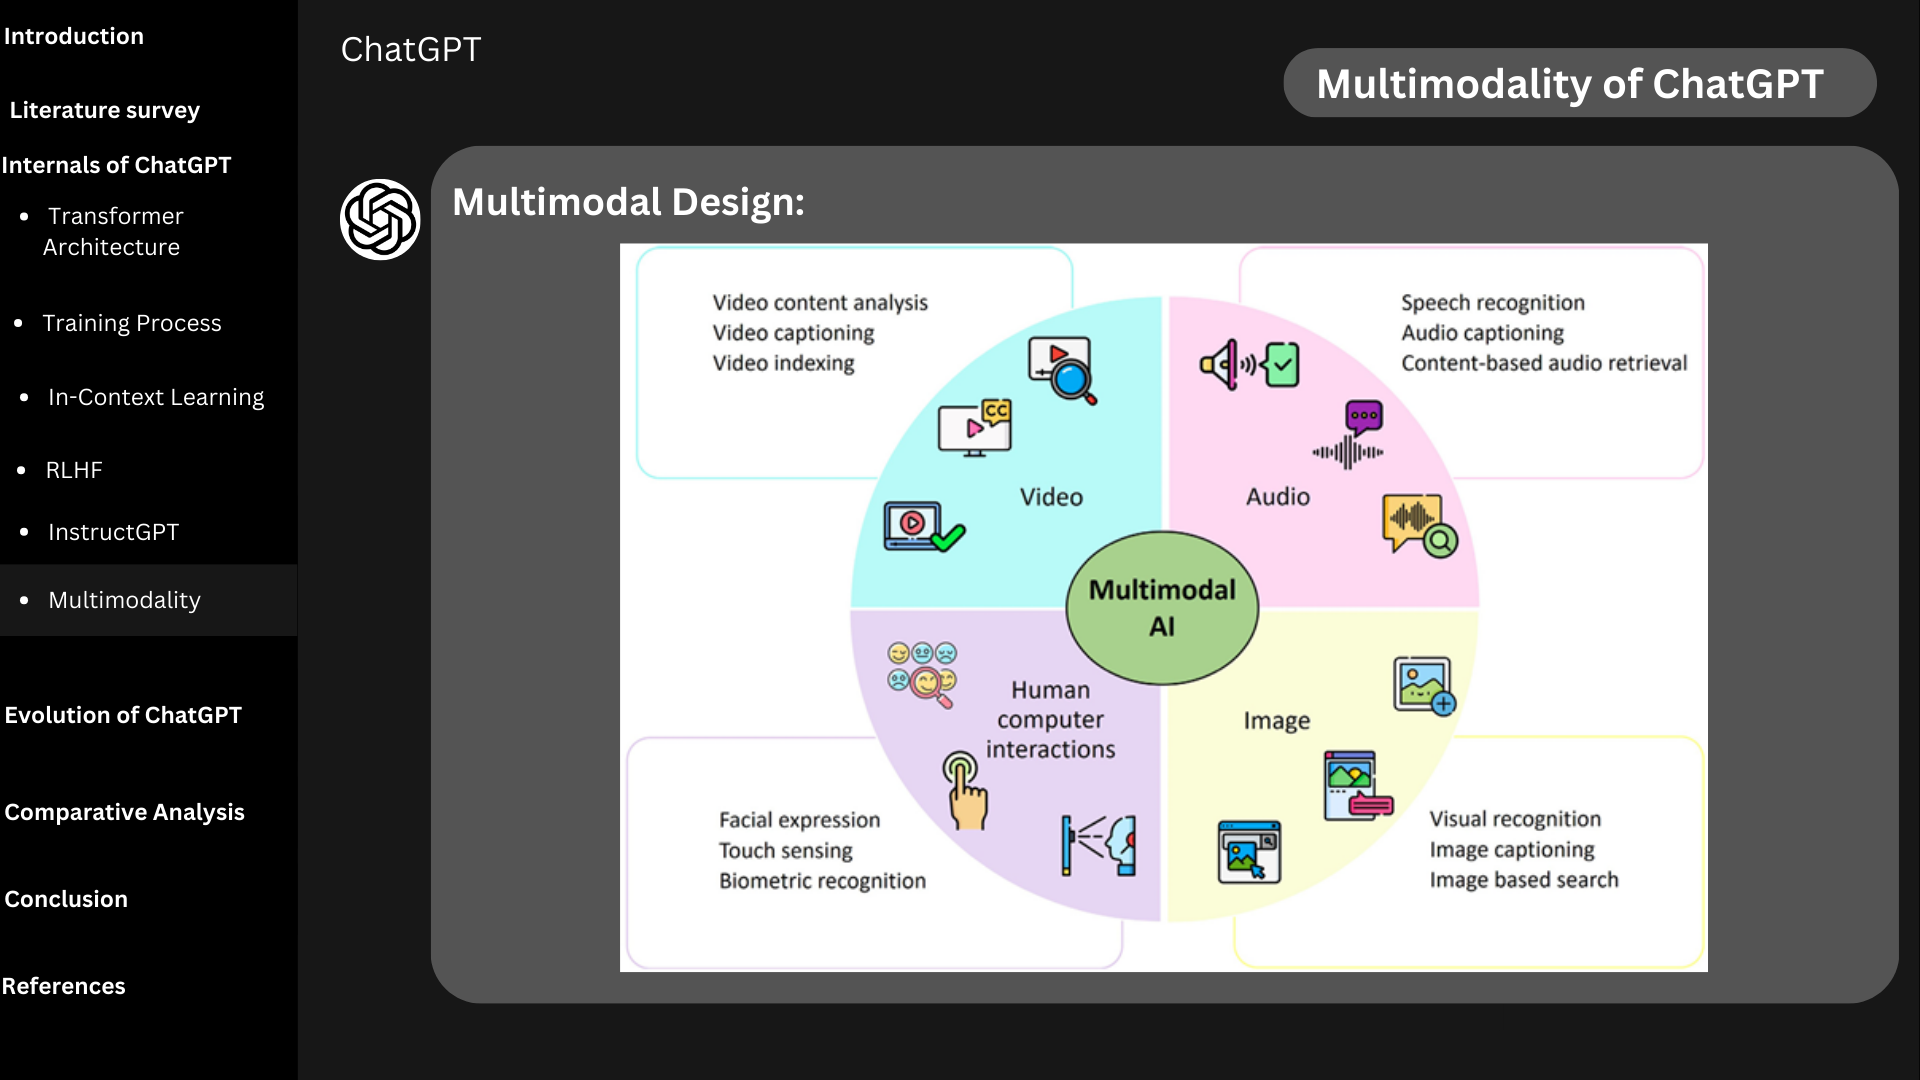 Introduction
Literature survey
Internals of ChatGPT
• Transformer
Architecture
• Training Process
• In-Context Learning
• RLHF
• InstructGPT
• Multimodality
Evolution of ChatGPT
Comparative Analysis
Conclusion
References
ChatGPT
Multimodality of ChatGPT
Multimodal Design:
Video content analysis
Video captioning
Video indexing
CC
Video
Speech recognition
Audio captioning
Content-based audio retrieval
Audio
Multimodal
AI
Human
computer
interactions
Facial expression
Touch sensing
Biometric recognition
Image
Visual recognition
Image captioning
Image based search